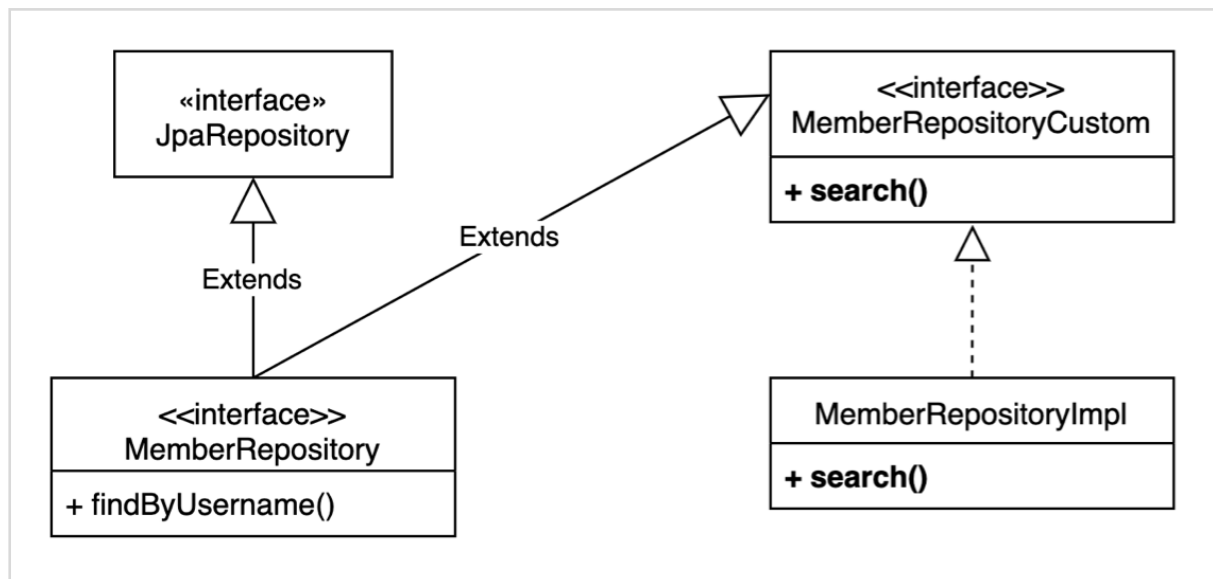 «interface»
JpaRepository
<<interface>>
MemberRepositoryCustom
+ search()
Extends
Extends
<<interface>>
MemberRepository
+ findByUsername()
MemberRepositoryImpl
+ search()